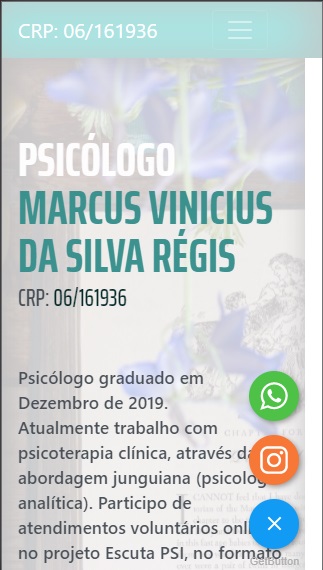 CRP: 06/161936
PSICÓLOGO
MARCUS VINICIUS
DA SILVA RÉGIS
CRP: 06/161936
Psicólogo graduado em
Dezembro de 2019.
Atualmente trabalho com
psicoterapia clínica, através da
abordagem junguiana (psicolog
analítica). Participo de
atendimentos voluntários onl
no projeto Escuta PSI, no formato
CHAPTER
CANNOT
GetButton